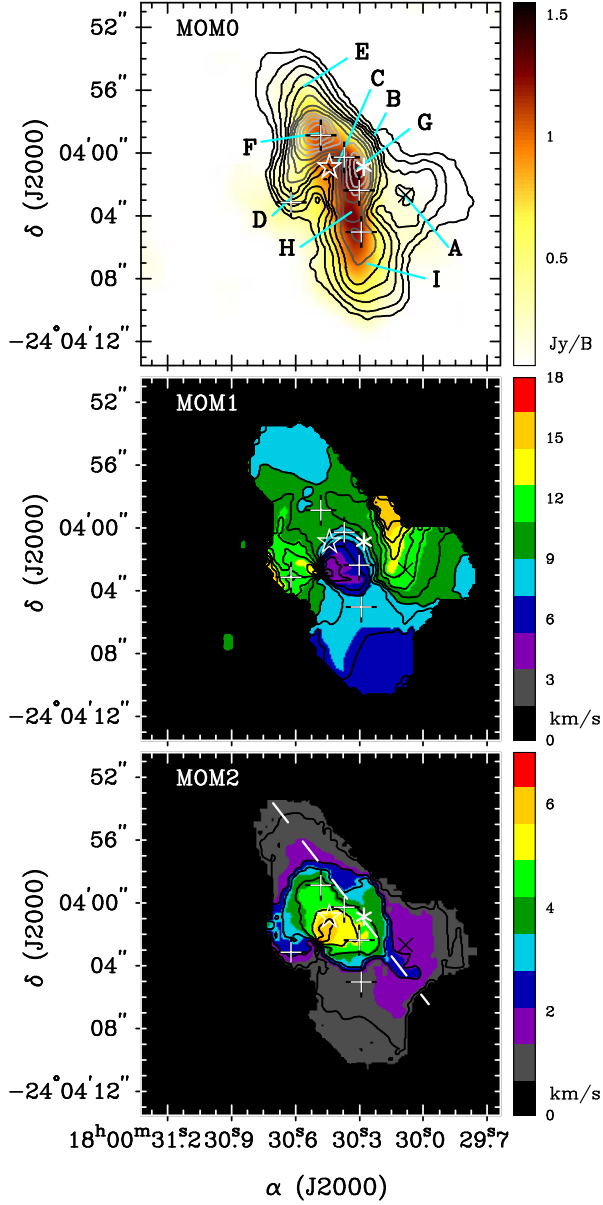 MOM0
E
C
B
G
F
D
H
A
I
52″
56″
04′00″
04″
08″
−24°04′12″
δ (J2000)
1.5
1
0.5
Jy/B
MOM1
52″
56″
04′00″
04″
08″
−24°04′12″
δ (J2000)
18
15
12
9
6
3
km/s
0
MOM2
52″
56″
04′00″
04″
08″
−24°04′12″
δ (J2000)
6
4
2
km/s
0
18ʰ00ᵐ31ˢ.2 30ˢ.9 30ˢ.6 30ˢ.3 30ˢ.0 29ˢ.7
α (J2000)